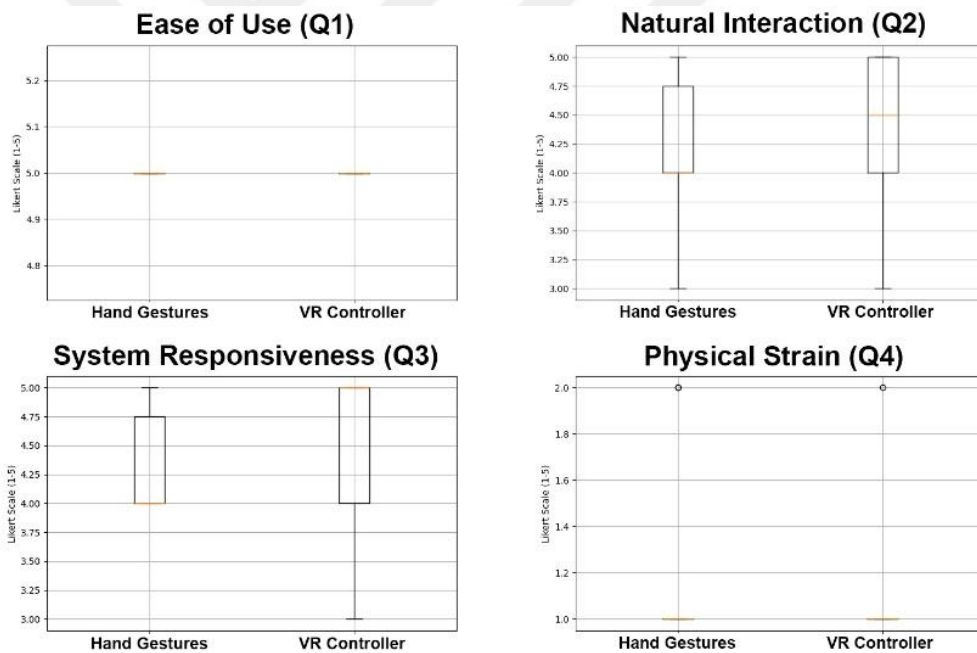 Ease of Use (Q1)
Likert Scale (1-5)
5.2
5.1
5.0
4.9
4.8
Hand Gestures VR Controller
Natural Interaction (Q2)
Likert Scale (1-5)
5.00
4.75
4.50
4.25
4.00
3.75
3.50
3.25
3.00
Hand Gestures VR Controller
System Responsiveness (Q3)
Likert Scale (1-5)
5.00
4.75
4.50
4.25
4.00
3.75
3.50
3.25
3.00
Hand Gestures VR Controller
Physical Strain (Q4)
Likert Scale (1-5)
2.0
1.8
1.6
1.4
1.2
1.0
Hand Gestures VR Controller